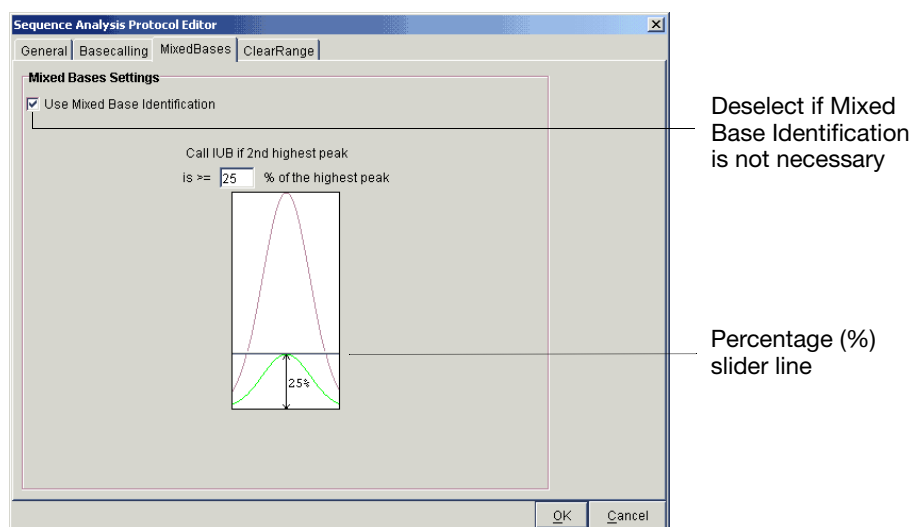 Sequence Analysis Protocol Editor
General Basecalling MixedBases ClearRange
Mixed Bases Settings
Use Mixed Base Identification
Call IUB if 2nd highest peak
is >= 25 % of the highest peak
25%
OK Cancel
Deselect if Mixed
Base Identification
is not necessary
Percentage (%)
slider line